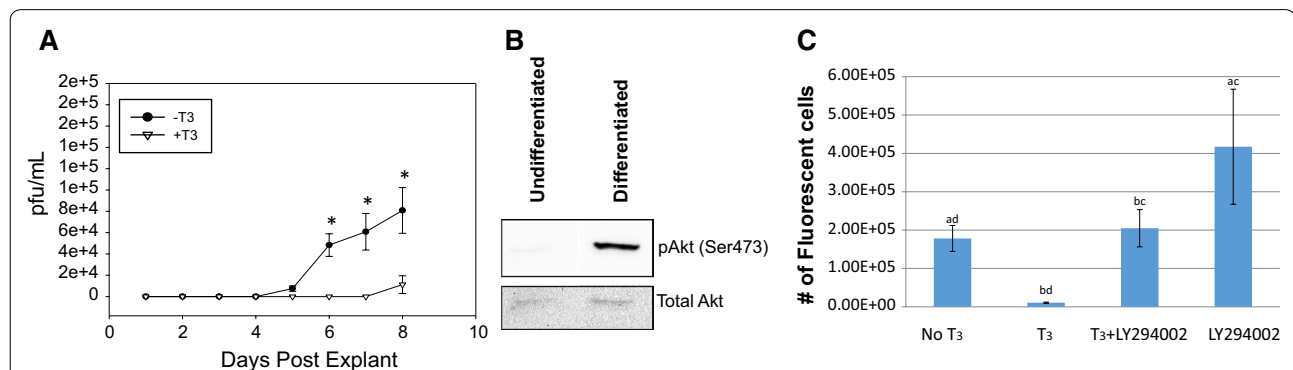 A
2e+5
2e+5
2e+5
1e+5
1e+5
1e+5
8e+4
6e+4
4e+4
2e+4
0
pfu/mL
-T3
+T3
*
*
*
0
2
4
6
8
10
Days Post Explant
B
Undifferentiated
Differentiated
pAkt (Ser473)
Total Akt
C
6.00E+05
5.00E+05
4.00E+05
3.00E+05
2.00E+05
1.00E+05
0.00E+00
# of Fluorescent cells
ad
bd
bc
ac
No T3
T3
T3+LY294002
LY294002